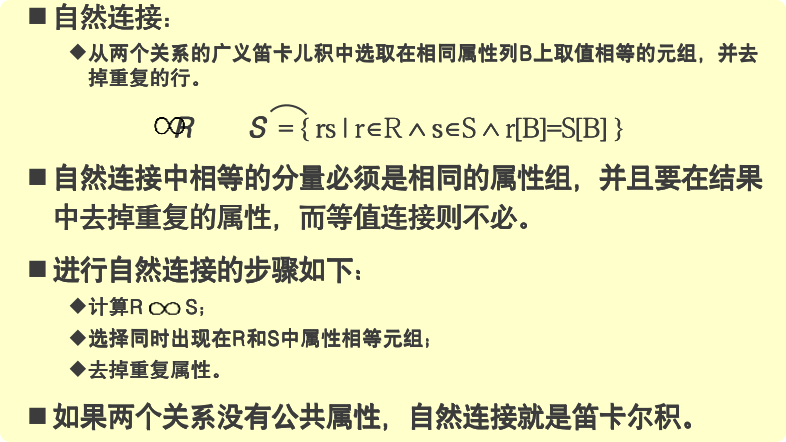 ■ 自然连接：
◆从两个关系的广义笛卡儿积中选取在相同属性列B上取值相等的元组，并去
掉重复的行。
∞R S = { rs | r∈R ∧ s∈S ∧ r[B]=S[B] }
■ 自然连接中相等的分量必须是相同的属性组，并且要在结果
中去掉重复的属性，而等值连接则不必。
■ 进行自然连接的步骤如下：
◆计算R ∞ S；
◆选择同时出现在R和S中属性相等元组；
◆去掉重复属性。
■ 如果两个关系没有公共属性，自然连接就是笛卡尔积。